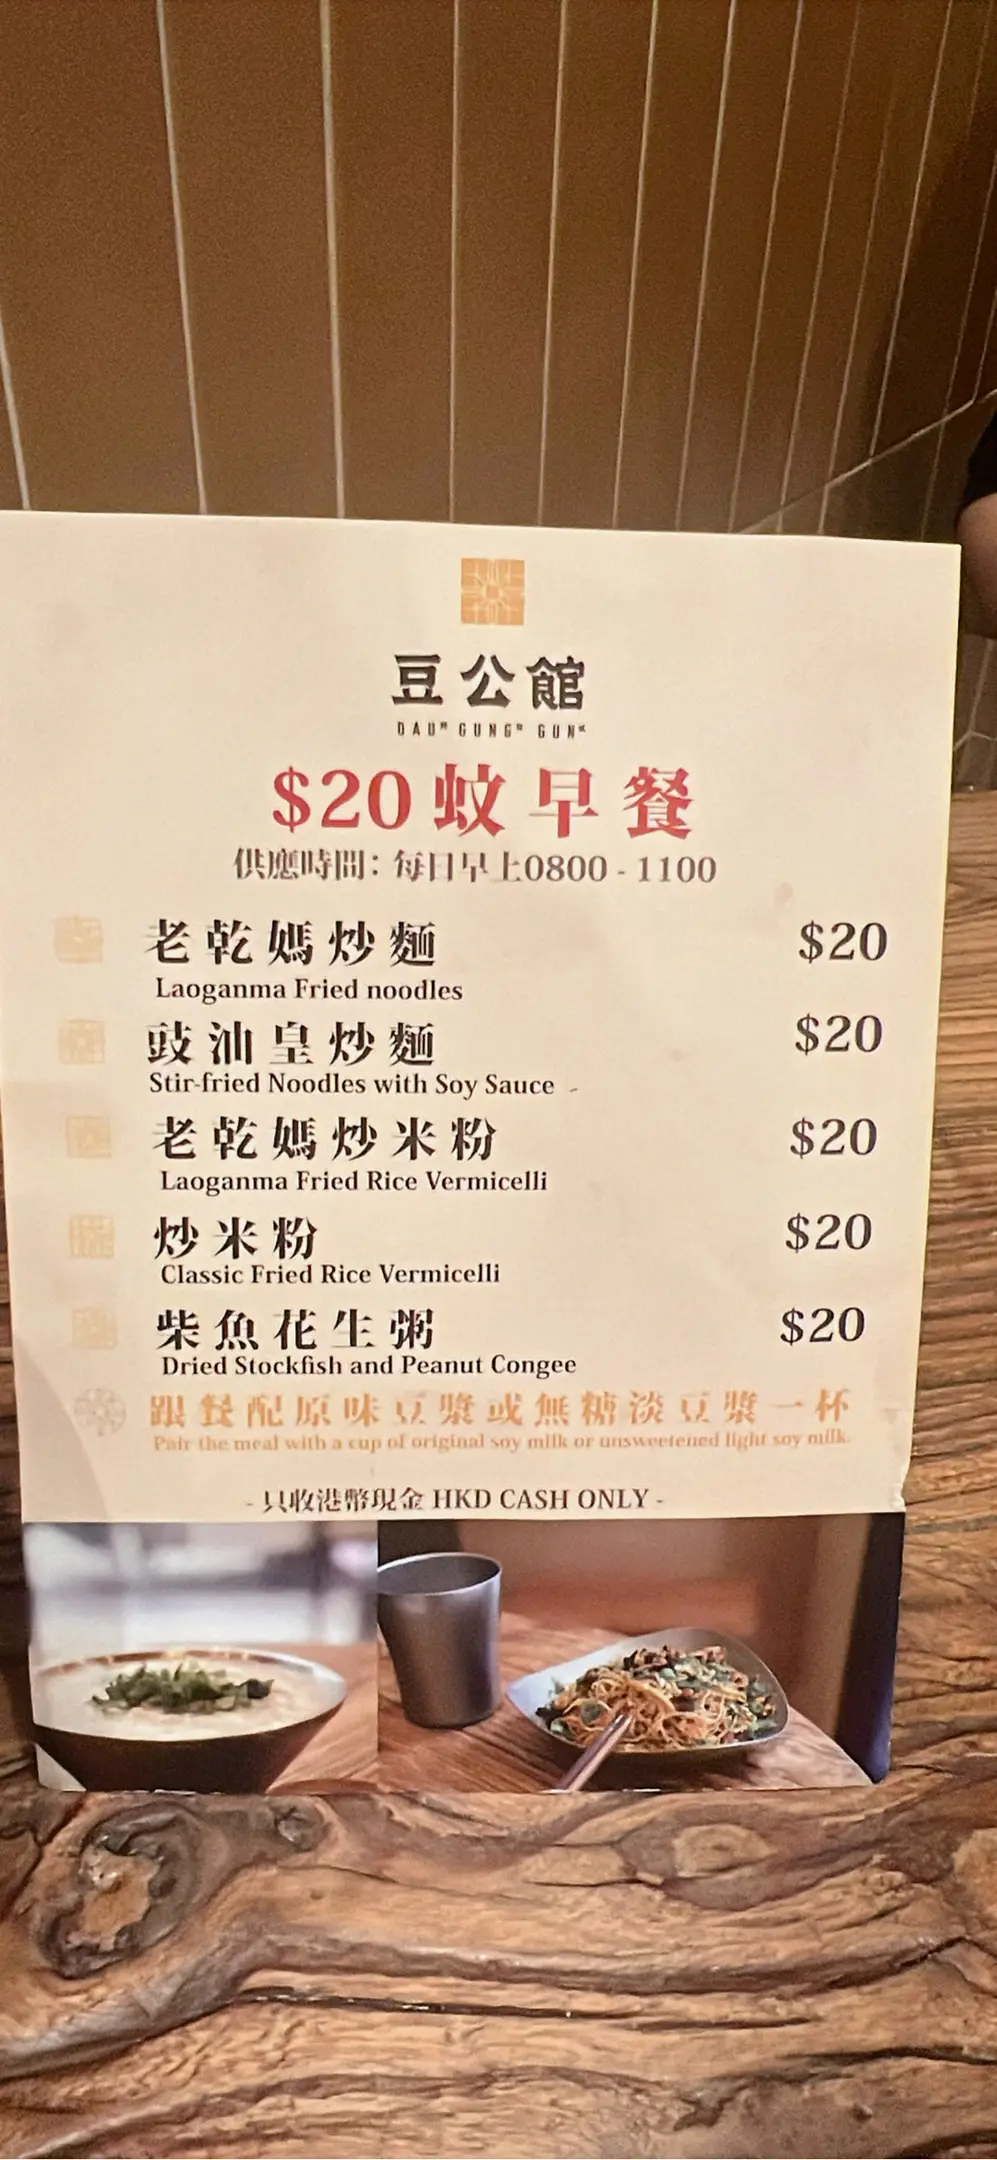 豆公館
DAU GUNG GUN
$20蚊早餐
供應時間：每日早上0800 - 1100
老乾媽炒麵 $20
Laoganma Fried noodles
豉油皇炒麵 $20
Stir-fried Noodles with Soy Sauce
老乾媽炒米粉 $20
Laoganma Fried Rice Vermicelli
炒米粉 $20
Classic Fried Rice Vermicelli
柴魚花生粥 $20
Dried Stockfish and Peanut Congee
跟餐配原味豆漿或無糖淡豆漿一杯
Pair the meal with a cup of original soy milk or unsweetened light soy milk.
- 只收港幣現金 HKD CASH ONLY -